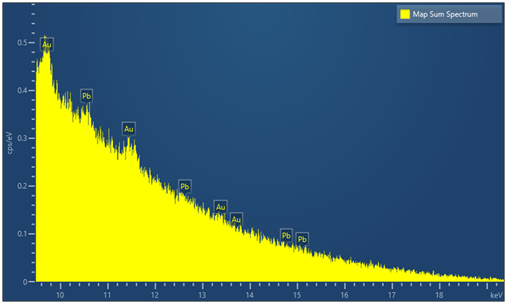 Map Sum Spectrum
cps/eV
0.5
0.4
0.3
0.2
0.1
0
Au
Pb
Au
Pb
Au
Au
Pb
Pb
10 11 12 13 14 15 16 17 18 keV